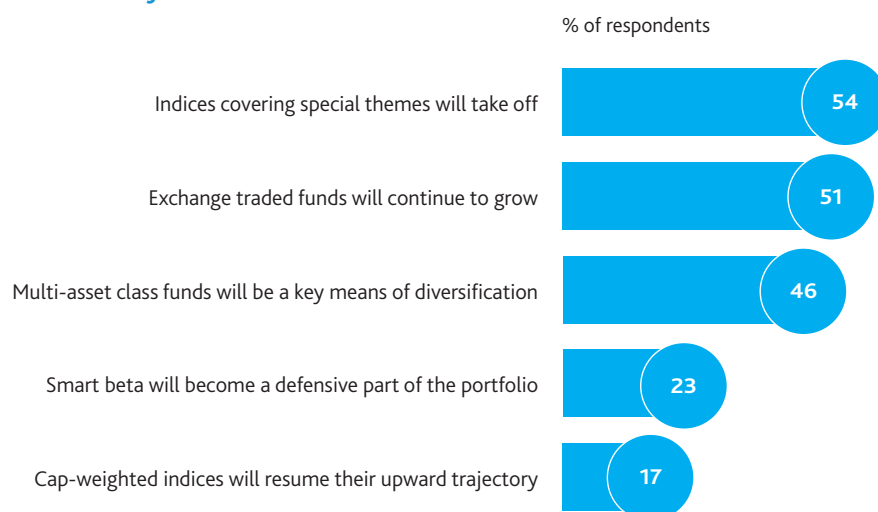 % of respondents
Indices covering special themes will take off 54
Exchange traded funds will continue to grow 51
Multi-asset class funds will be a key means of diversification 46
Smart beta will become a defensive part of the portfolio 23
Cap-weighted indices will resume their upward trajectory 17